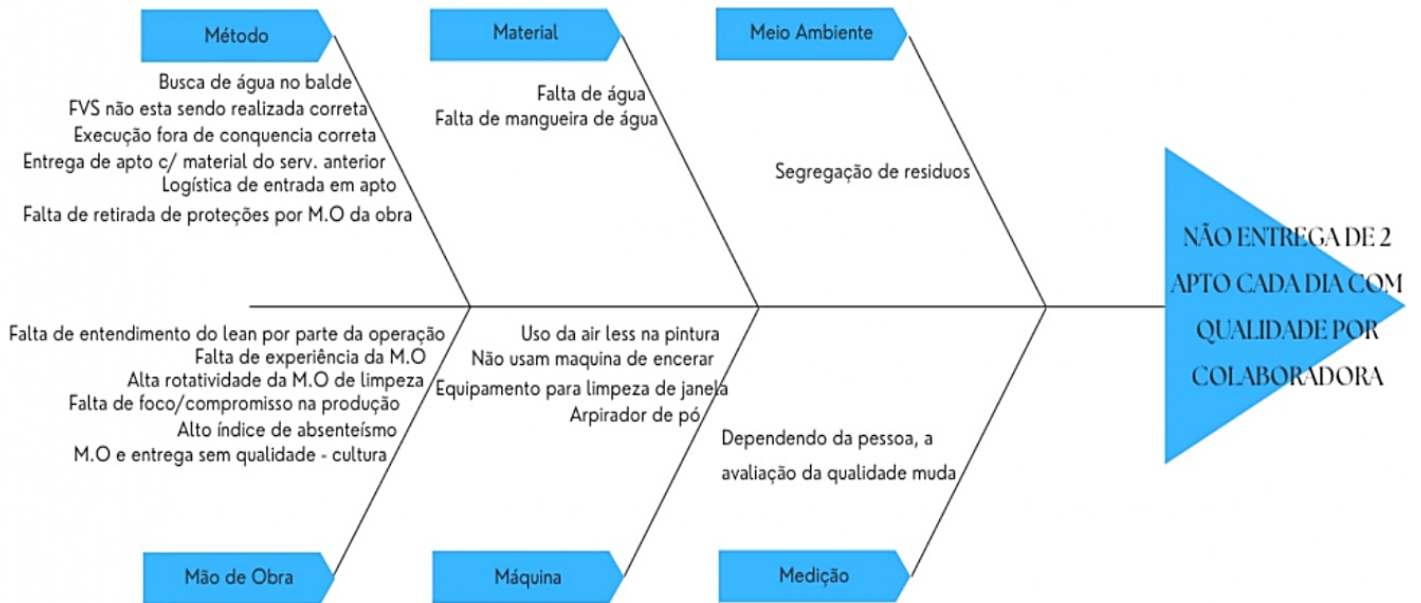 Método
Busca de água no balde
FVS não esta sendo realizada correta
Execução fora de conquencia correta
Entrega de apto c/ material do serv. anterior
Logística de entrada em apto
Falta de retirada de proteções por M.O da obra
Material
Falta de água
Falta de mangueira de água
Meio Ambiente
Segregação de residuos
NÃO ENTREGA DE 2
APTO CADA DIA COM
QUALIDADE POR
COLABORADORA
Falta de entendimento do lean por parte da operação
Falta de experiência da M.O
Alta rotatividade da M.O de limpeza
Falta de foco/compromisso na produção
Alto índice de absenteísmo
M.O e entrega sem qualidade - cultura
Mão de Obra
Uso da air less na pintura
Não usam maquina de encerar
Equipamento para limpeza de janela
Arpirador de pó
Máquina
Dependendo da pessoa, a
avaliação da qualidade muda
Medição